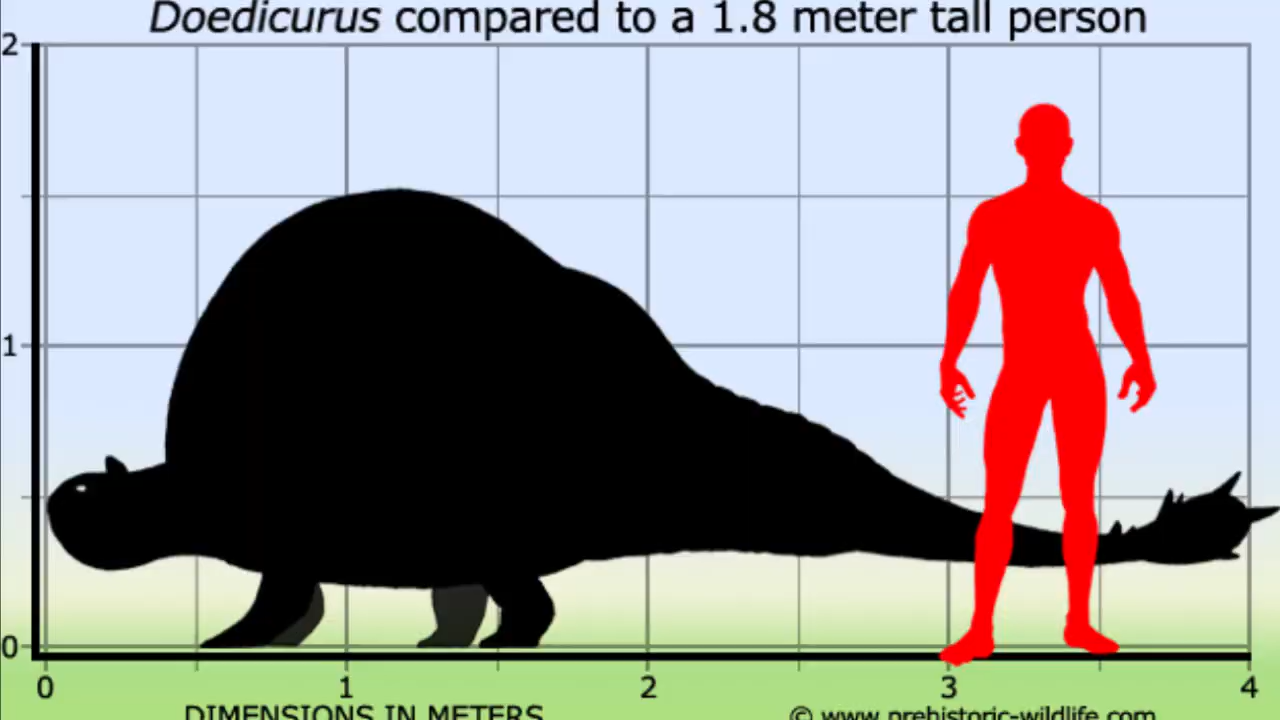 Doedicurus compared to a 1.8 meter tall person
2
1
0
0 1 2 3 4
DIMENSIONS IN METERS © www.prehistoric-wildlife.com